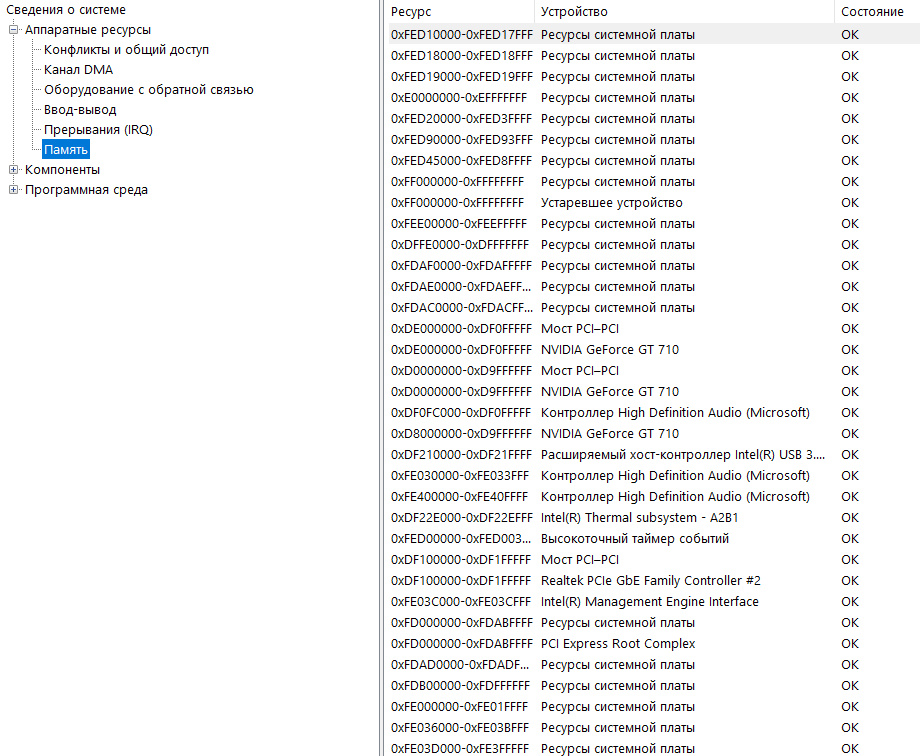 Сведения о системе
Аппаратные ресурсы
Конфликты и общий доступ
Канал DMA
Оборудование с обратной связью
Ввод-вывод
Прерывания (IRQ)
Память
Компоненты
Программная среда
Ресурс Устройство Состояние
0xFED10000-0xFED17FFF Ресурсы системной платы OK
0xFED18000-0xFED18FFF Ресурсы системной платы OK
0xFED19000-0xFED19FFF Ресурсы системной платы OK
0xE0000000-0xEFFFFFFF Ресурсы системной платы OK
0xFED20000-0xFED3FFFF Ресурсы системной платы OK
0xFED90000-0xFED93FFF Ресурсы системной платы OK
0xFED45000-0xFED8FFFF Ресурсы системной платы OK
0xFF000000-0xFFFFFFFF Ресурсы системной платы OK
0xFF000000-0xFFFFFFFF Устаревшее устройство OK
0xFEE00000-0xFEEFFFFF Ресурсы системной платы OK
0xDFFE0000-0xDFFFFFFF Ресурсы системной платы OK
0xFDAF0000-0xFDAFFFFF Ресурсы системной платы OK
0xFDAE0000-0xFDAEFF... Ресурсы системной платы OK
0xFDAC0000-0xFDACFF... Ресурсы системной платы OK
0xDE000000-0xDF0FFFFF Мост PCI–PCI OK
0xDE000000-0xDF0FFFFF NVIDIA GeForce GT 710 OK
0xD0000000-0xD9FFFFFF Мост PCI–PCI OK
0xD0000000-0xD9FFFFFF NVIDIA GeForce GT 710 OK
0xDF0FC000-0xDF0FFFFF Контроллер High Definition Audio (Microsoft) OK
0xD8000000-0xD9FFFFFF NVIDIA GeForce GT 710 OK
0xDF210000-0xDF21FFFF Расширяемый хост-контроллер Intel(R) USB 3.... OK
0xFE030000-0xFE033FFF Контроллер High Definition Audio (Microsoft) OK
0xFE400000-0xFE40FFFF Контроллер High Definition Audio (Microsoft) OK
0xDF22E000-0xDF22EFFF Intel(R) Thermal subsystem - A2B1 OK
0xFED00000-0xFED003... Высокоточный таймер событий OK
0xDF100000-0xDF1FFFFF Мост PCI–PCI OK
0xDF100000-0xDF1FFFFF Realtek PCIe GbE Family Controller #2 OK
0xFE03C000-0xFE03CFFF Intel(R) Management Engine Interface OK
0xFD000000-0xFDABFFFF Ресурсы системной платы OK
0xFD000000-0xFDABFFFF PCI Express Root Complex OK
0xFDAD0000-0xFDADF... Ресурсы системной платы OK
0xFDB00000-0xFDFFFFFF Ресурсы системной платы OK
0xFE000000-0xFE01FFFF Ресурсы системной платы OK
0xFE036000-0xFE03BFFF Ресурсы системной платы OK
0xFE03D000-0xFE3FFFFF Ресурсы системной платы OK